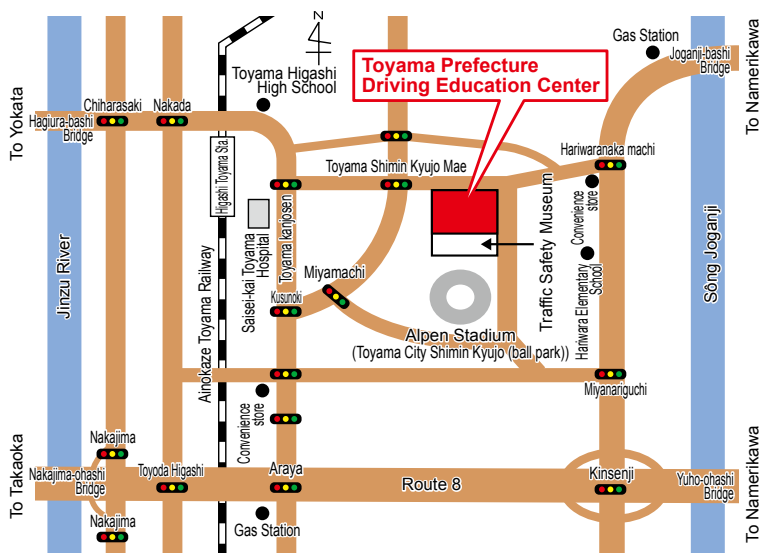 N
Gas Station
Joganji-bashi
Bridge
To Namerikawa
Toyama Higashi
High School
Toyama Prefecture
Driving Education Center
To Yokata
Chiharasaki
Nakada
Hagiura-bashi
Bridge
Higashi Toyama Sta.
Toyama Shimin Kyujo Mae
Hariwaranaka machi
Convenience
store
Traffic Safety Museum
Toyama kanjosen
Saisei-kai Toyama
Hospital
Hariwara Elementary
School
Jinzu River
Sông Joganji
Miyamachi
Kusunoki
Ainokaze Toyama Railway
Alpen Stadium
(Toyama City Shimin Kyujo (ball park))
Miyanariguchi
Convenience
store
To Takaoka
Nakajima
Nakajima-ohashi
Bridge
Toyoda Higashi
Araya
Route 8
Kinsenji
Yuho-ohashi
Bridge
To Namerikawa
Nakajima
Gas Station